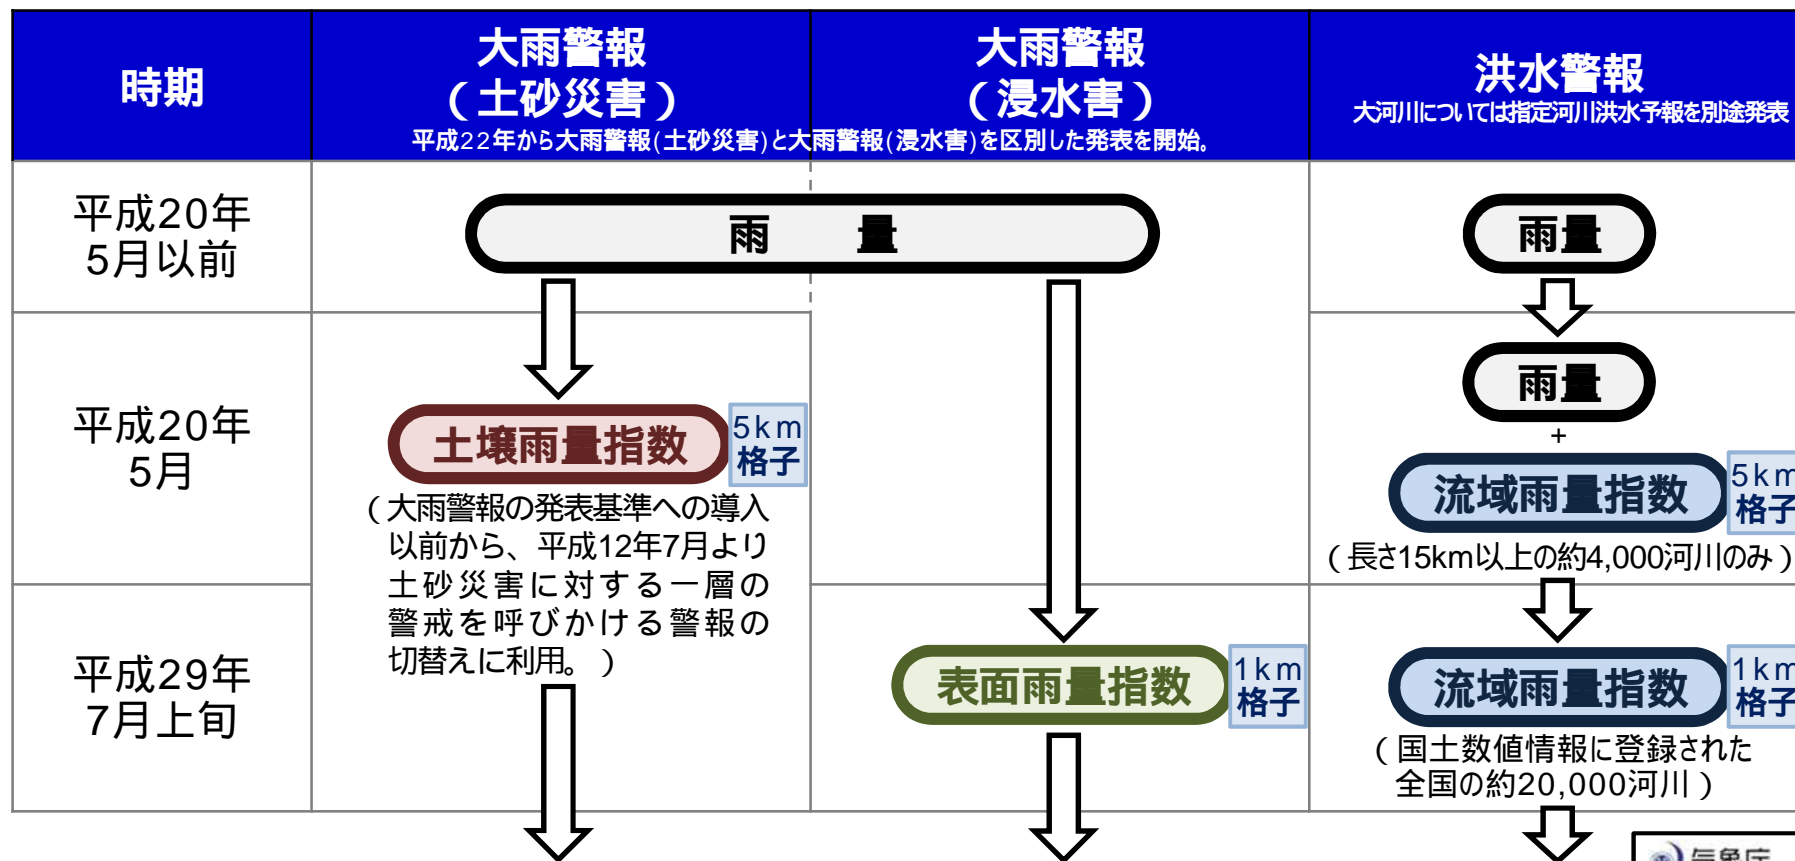 時期
大雨警報
（土砂災害）
大雨警報
（浸水害）
平成22年から大雨警報(土砂災害)と大雨警報(浸水害)を区別した発表を開始。
洪水警報
大河川については指定河川洪水予報を別途発表
平成20年
5月以前
雨　量
雨量
平成20年
5月
土壌雨量指数
5km
格子
（大雨警報の発表基準への導入
以前から、平成12年7月より
土砂災害に対する一層の
警戒を呼びかける警報の
切替えに利用。）
雨量
+
流域雨量指数
5km
格子
（長さ15km以上の約4,000河川のみ）
平成29年
7月上旬
表面雨量指数
1km
格子
流域雨量指数
1km
格子
（国土数値情報に登録された
全国の約20,000河川）
気象庁